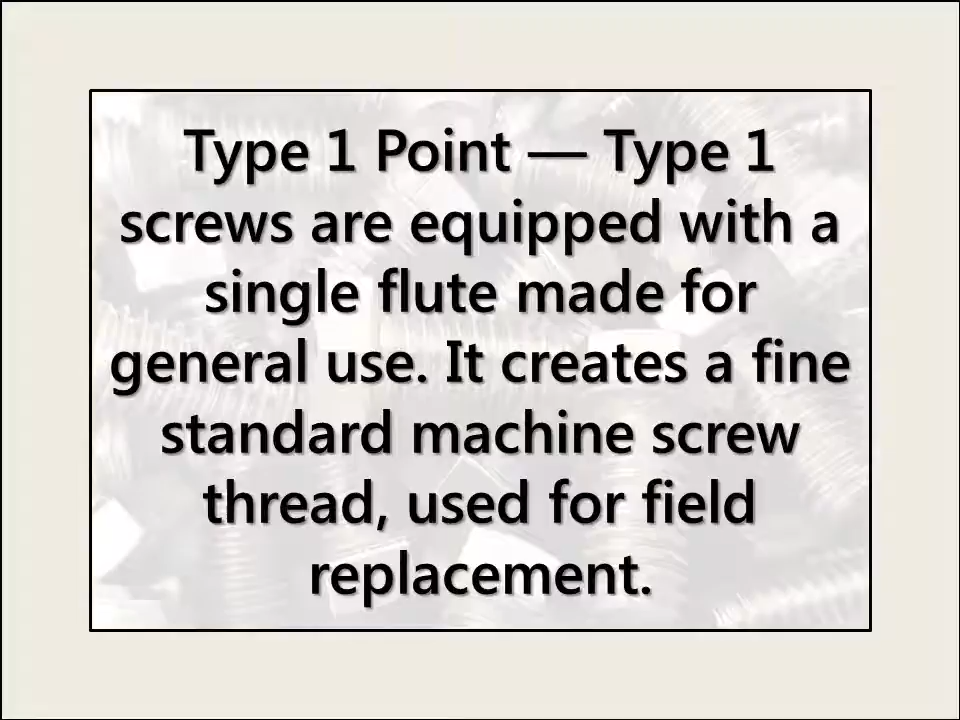 Type 1 Point — Type 1
screws are equipped with a
single flute made for
general use. It creates a fine
standard machine screw
thread, used for field
replacement.